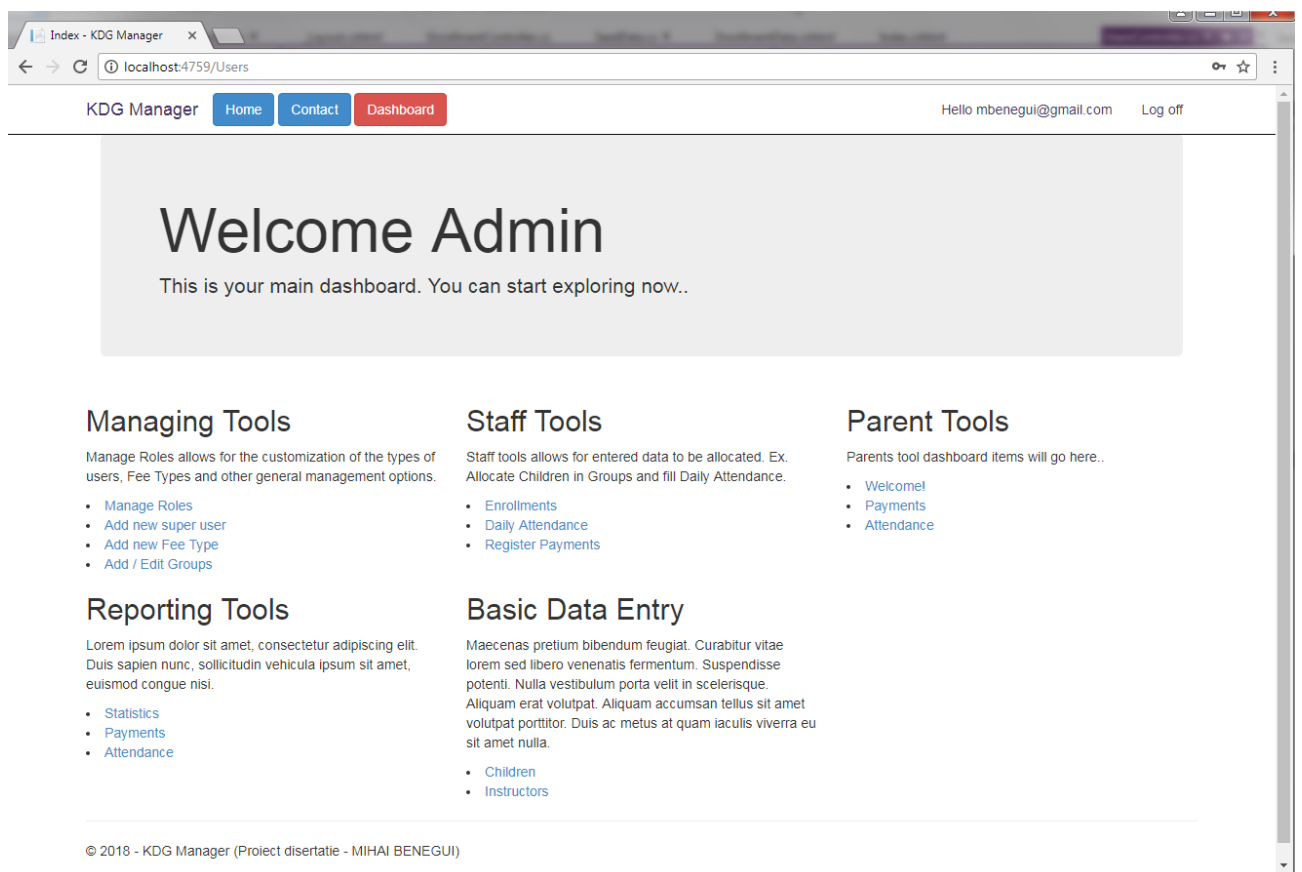 Index - KDG Manager
localhost:4759/Users
KDG Manager Home Contact Dashboard Hello mbenegui@gmail.com Log off
Welcome Admin
This is your main dashboard. You can start exploring now..
Managing Tools
Manage Roles allows for the customization of the types of
users, Fee Types and other general management options.
Manage Roles
Add new super user
Add new Fee Type
Add / Edit Groups
Staff Tools
Staff tools allows for entered data to be allocated. Ex.
Allocate Children in Groups and fill Daily Attendance.
Enrollments
Daily Attendance
Register Payments
Parent Tools
Parents tool dashboard items will go here..
Welcome!
Payments
Attendance
Reporting Tools
Lorem ipsum dolor sit amet, consectetur adipiscing elit.
Duis sapien nunc, sollicitudin vehicula ipsum sit amet,
euismod congue nisi.
Statistics
Payments
Attendance
Basic Data Entry
Maecenas pretium bibendum feugiat. Curabitur vitae
lorem sed libero venenatis fermentum. Suspendisse
potenti. Nulla vestibulum porta velit in scelerisque.
Aliquam erat volutpat. Aliquam accumsan tellus sit amet
volutpat porttitor. Duis ac metus at quam iaculis viverra eu
sit amet nulla.
Children
Instructors
© 2018 - KDG Manager (Proiect disertatie - MIHAI BENEGUI)